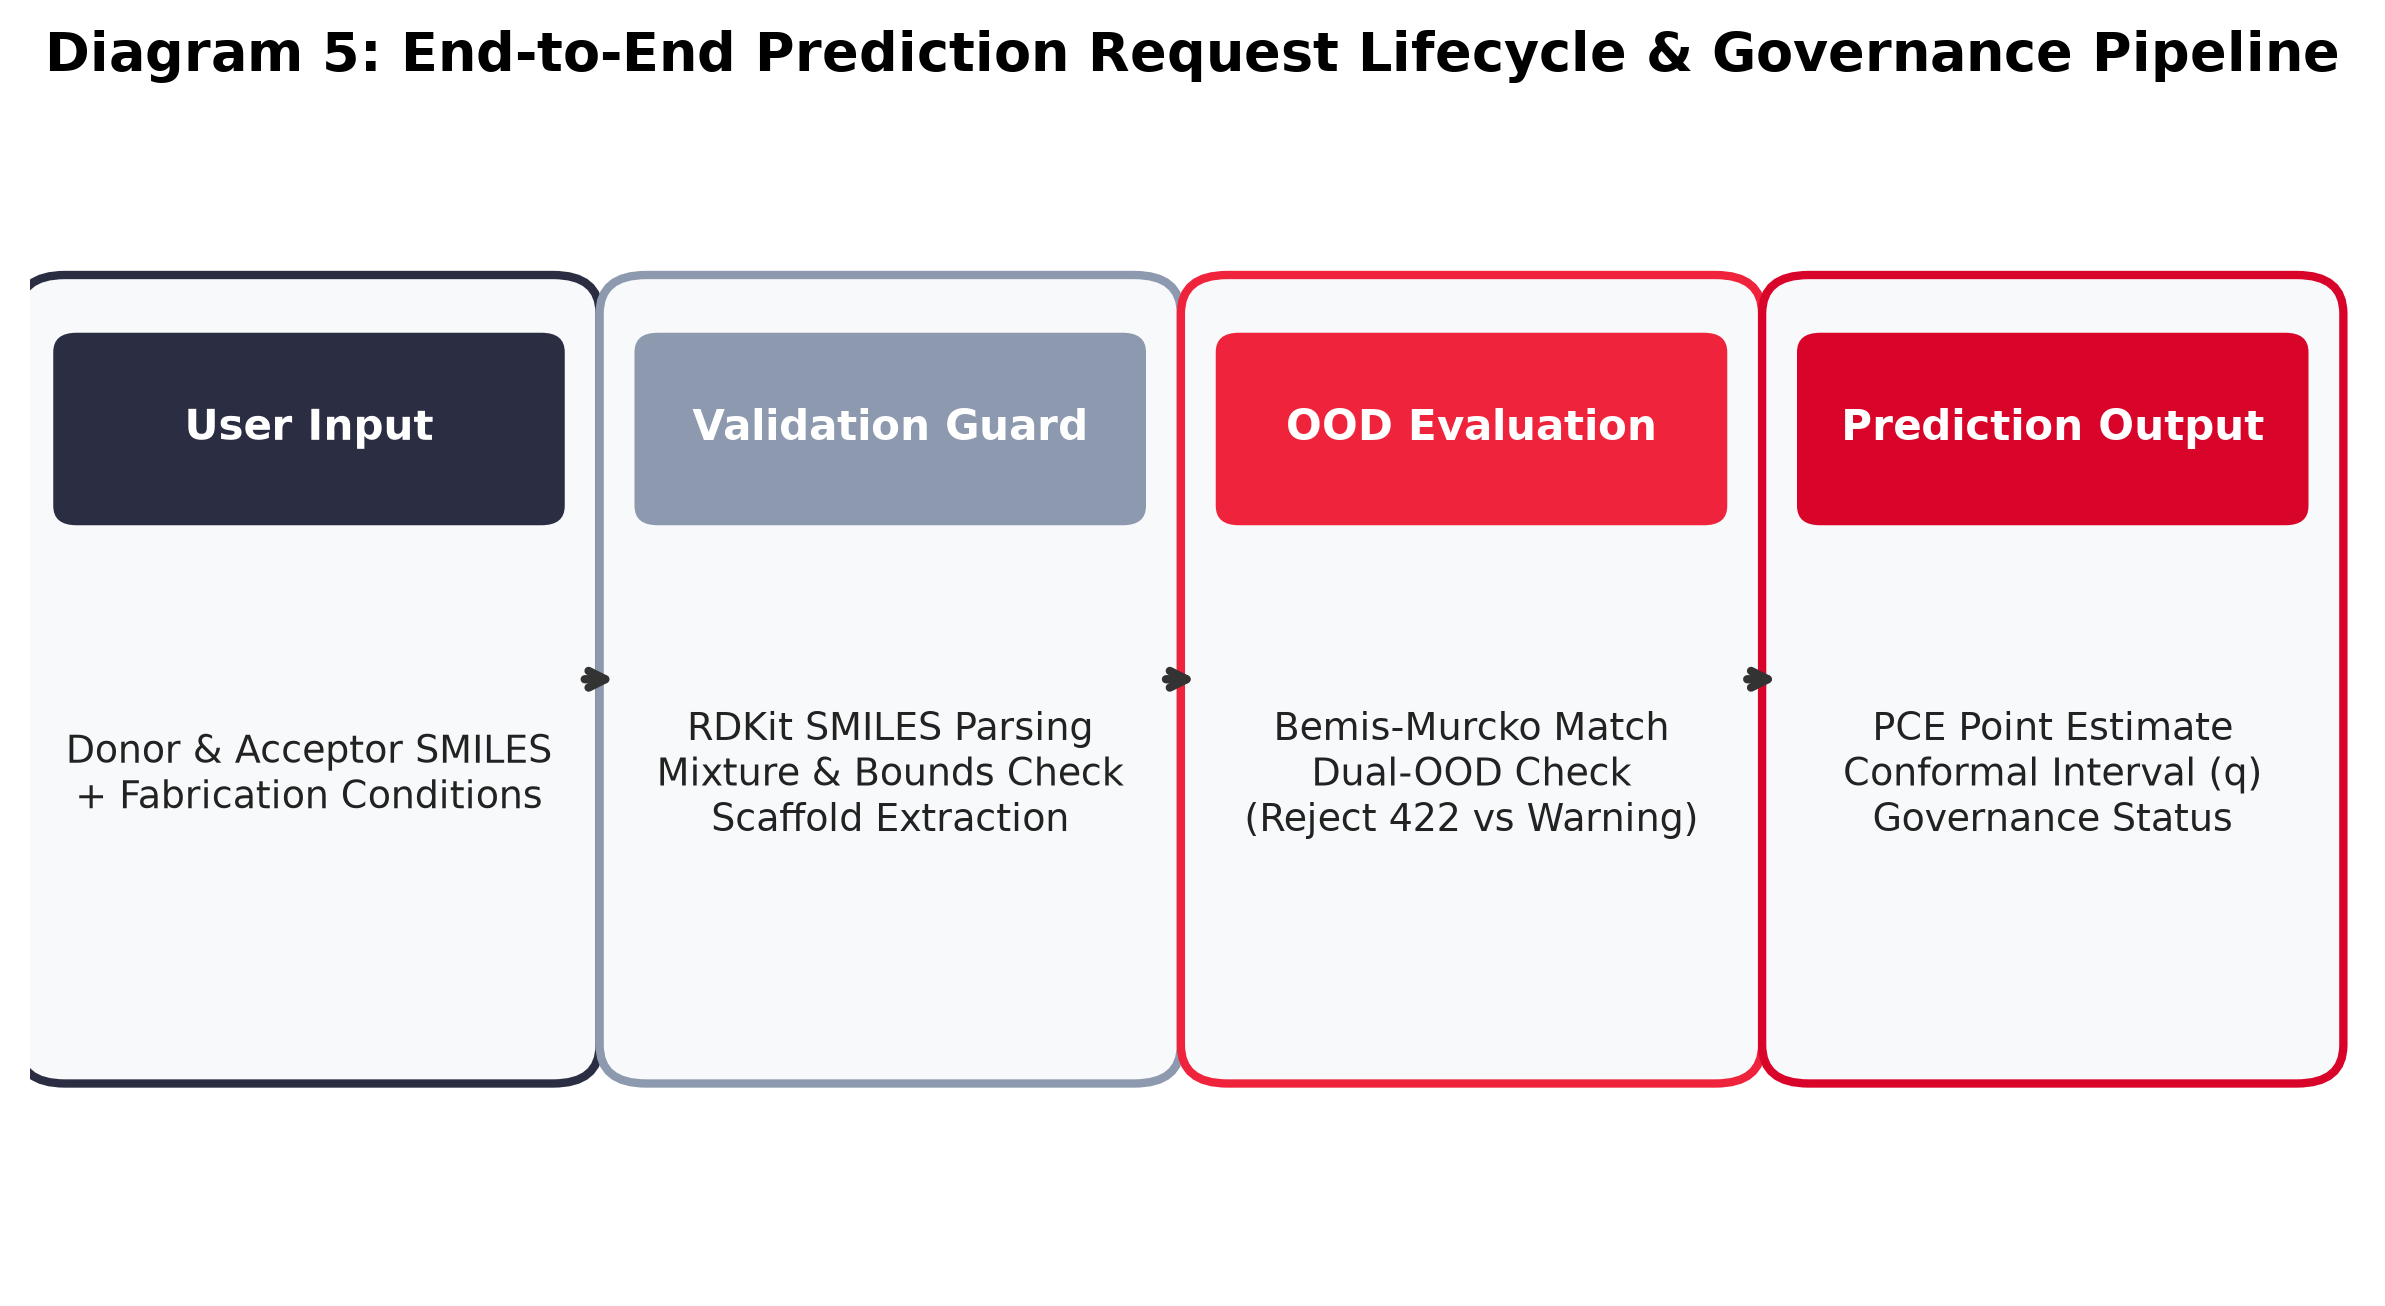 Diagram 5: End-to-End Prediction Request Lifecycle & Governance Pipeline
User Input
Donor & Acceptor SMILES
+ Fabrication Conditions
Validation Guard
RDKit SMILES Parsing
Mixture & Bounds Check
Scaffold Extraction
OOD Evaluation
Bemis-Murcko Match
Dual-OOD Check
(Reject 422 vs Warning)
Prediction Output
PCE Point Estimate
Conformal Interval (q)
Governance Status